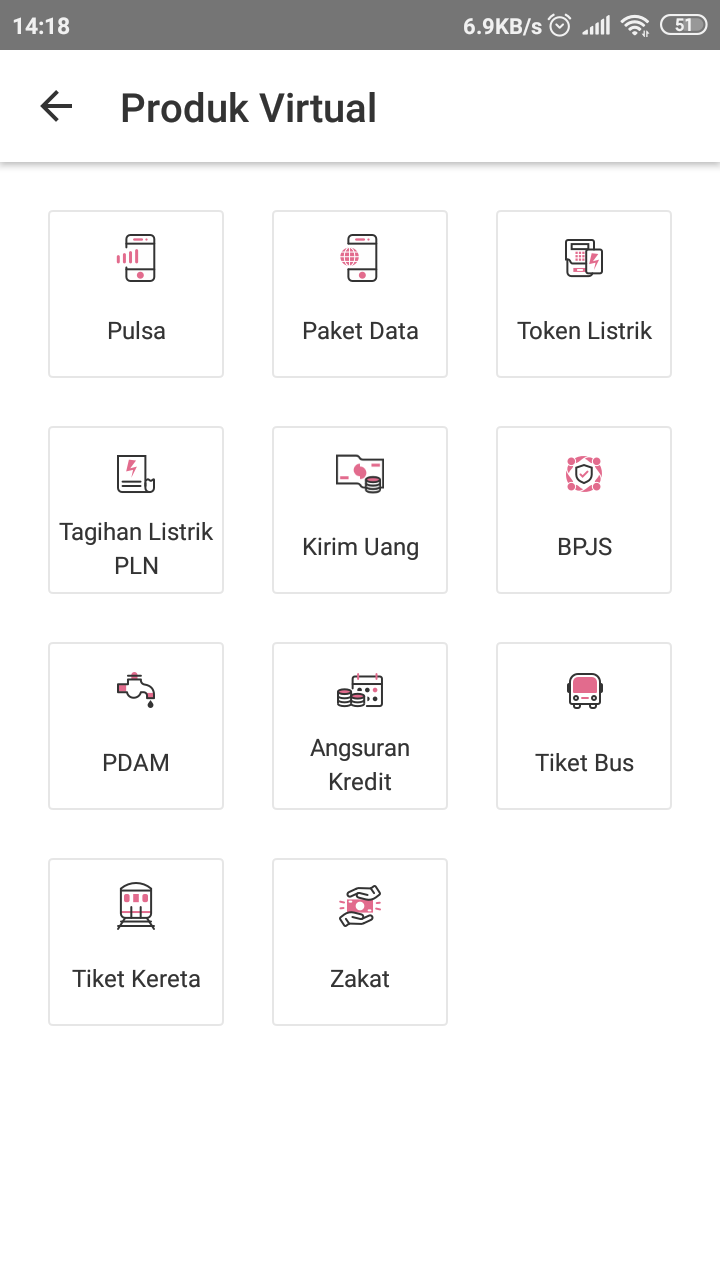 14:18
6.9KB/s
51
Produk Virtual
Pulsa
Paket Data
Token Listrik
Tagihan Listrik
PLN
Kirim Uang
BPJS
PDAM
Angsuran
Kredit
Tiket Bus
Tiket Kereta
Zakat